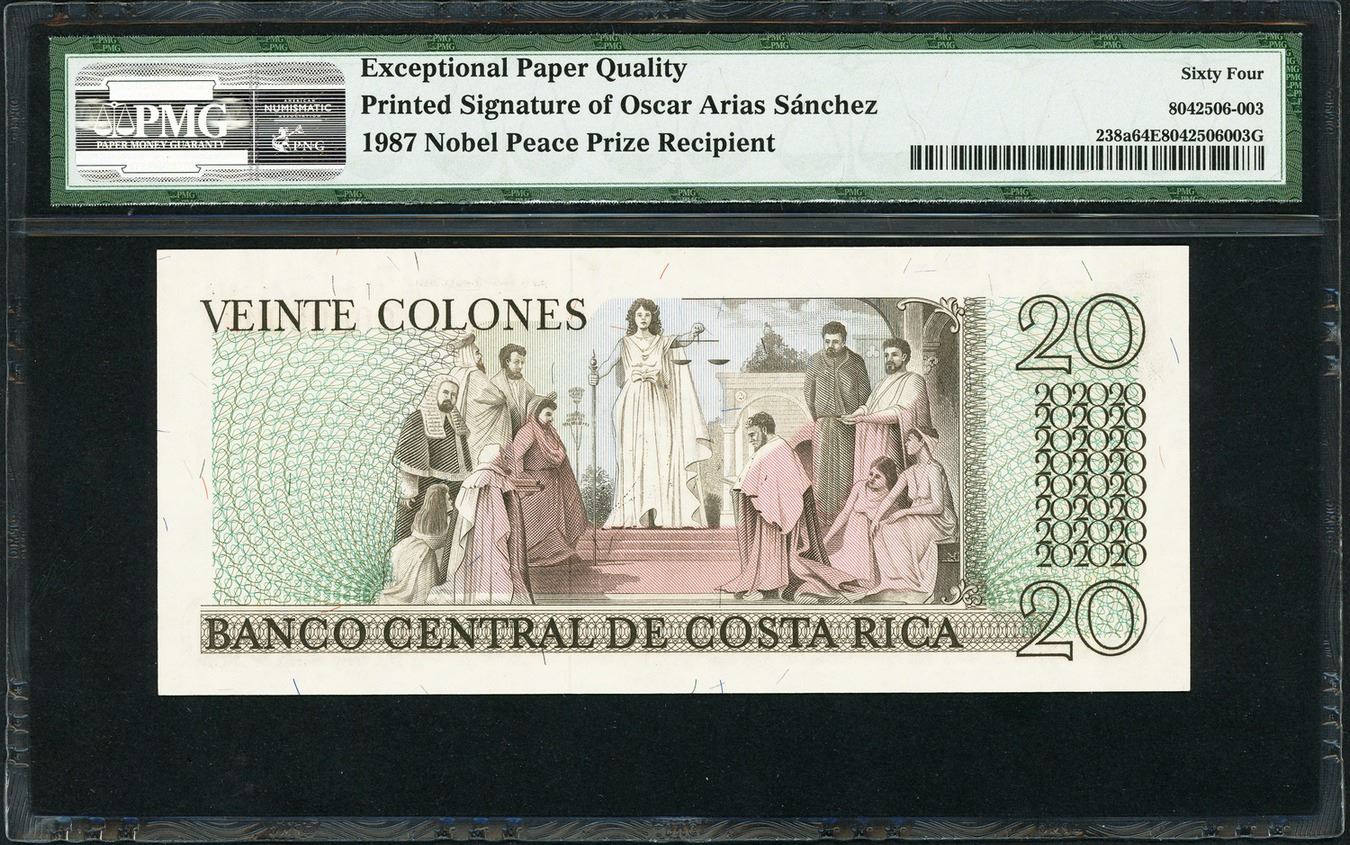 PMG
PAPER MONEY GUARANTY
AMERICAN
NUMISMATIC
PNG
Exceptional Paper Quality
Printed Signature of Oscar Arias Sánchez
1987 Nobel Peace Prize Recipient
Sixty Four
8042506-003
238a64E8042506003G
VEINTE COLONES
20
202020
202020
202020
202020
202020
202020
202020
202020
BANCO CENTRAL DE COSTA RICA
20